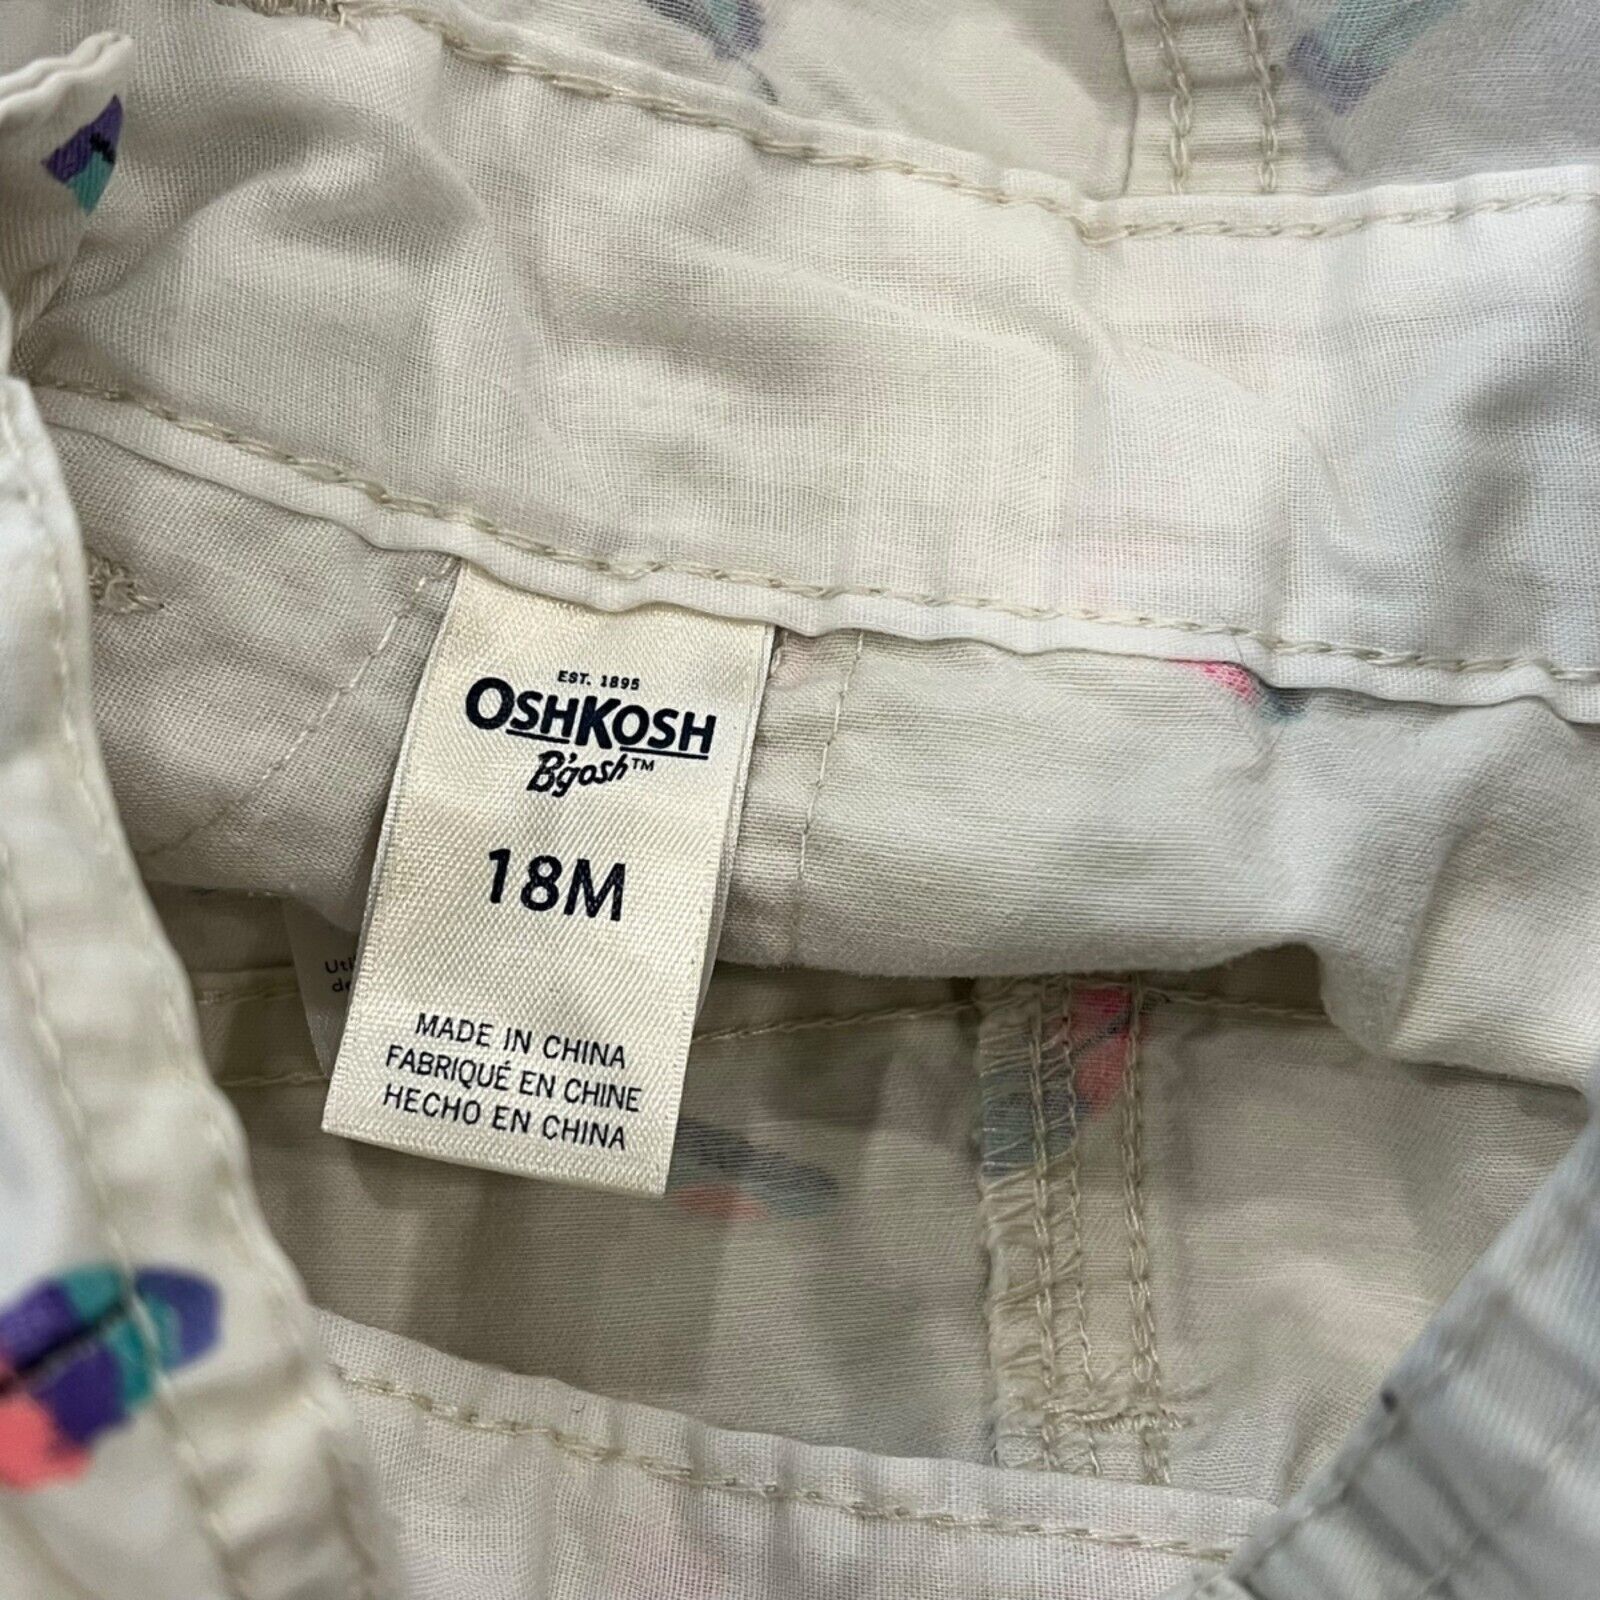 EST. 1895
OSHKOSH
B'gosh™
18M
MADE IN CHINA
FABRIQUÉ EN CHINE
HECHO EN CHINA